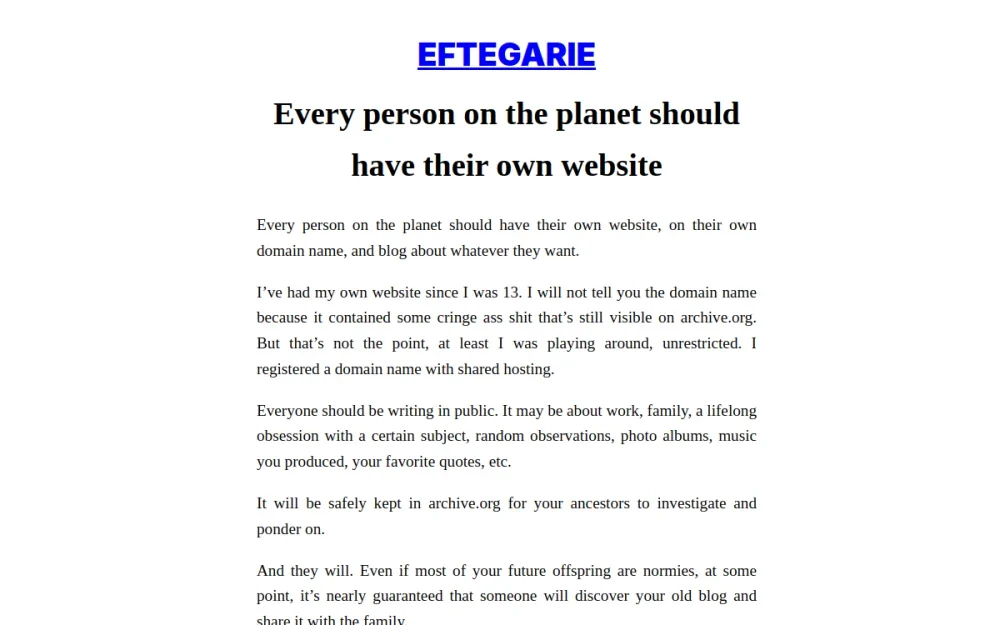 EFTEGARIE
Every person on the planet should
have their own website
Every person on the planet should have their own website, on their own
domain name, and blog about whatever they want.
I’ve had my own website since I was 13. I will not tell you the domain name
because it contained some cringe ass shit that’s still visible on archive.org.
But that’s not the point, at least I was playing around, unrestricted. I
registered a domain name with shared hosting.
Everyone should be writing in public. It may be about work, family, a lifelong
obsession with a certain subject, random observations, photo albums, music
you produced, your favorite quotes, etc.
It will be safely kept in archive.org for your ancestors to investigate and
ponder on.
And they will. Even if most of your future offspring are normies, at some
point, it’s nearly guaranteed that someone will discover your old blog and
share it with the family.